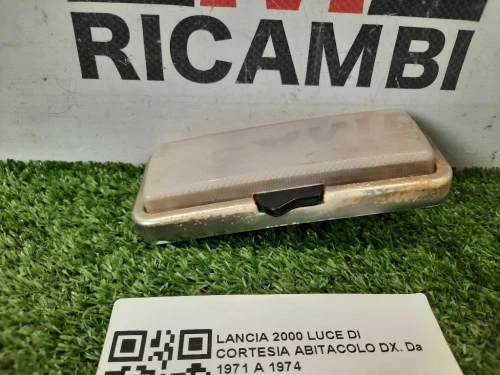 RICAMBI
LANCIA 2000 LUCE DI
CORTESIA ABITACOLO DX. Da
1971 A 1974